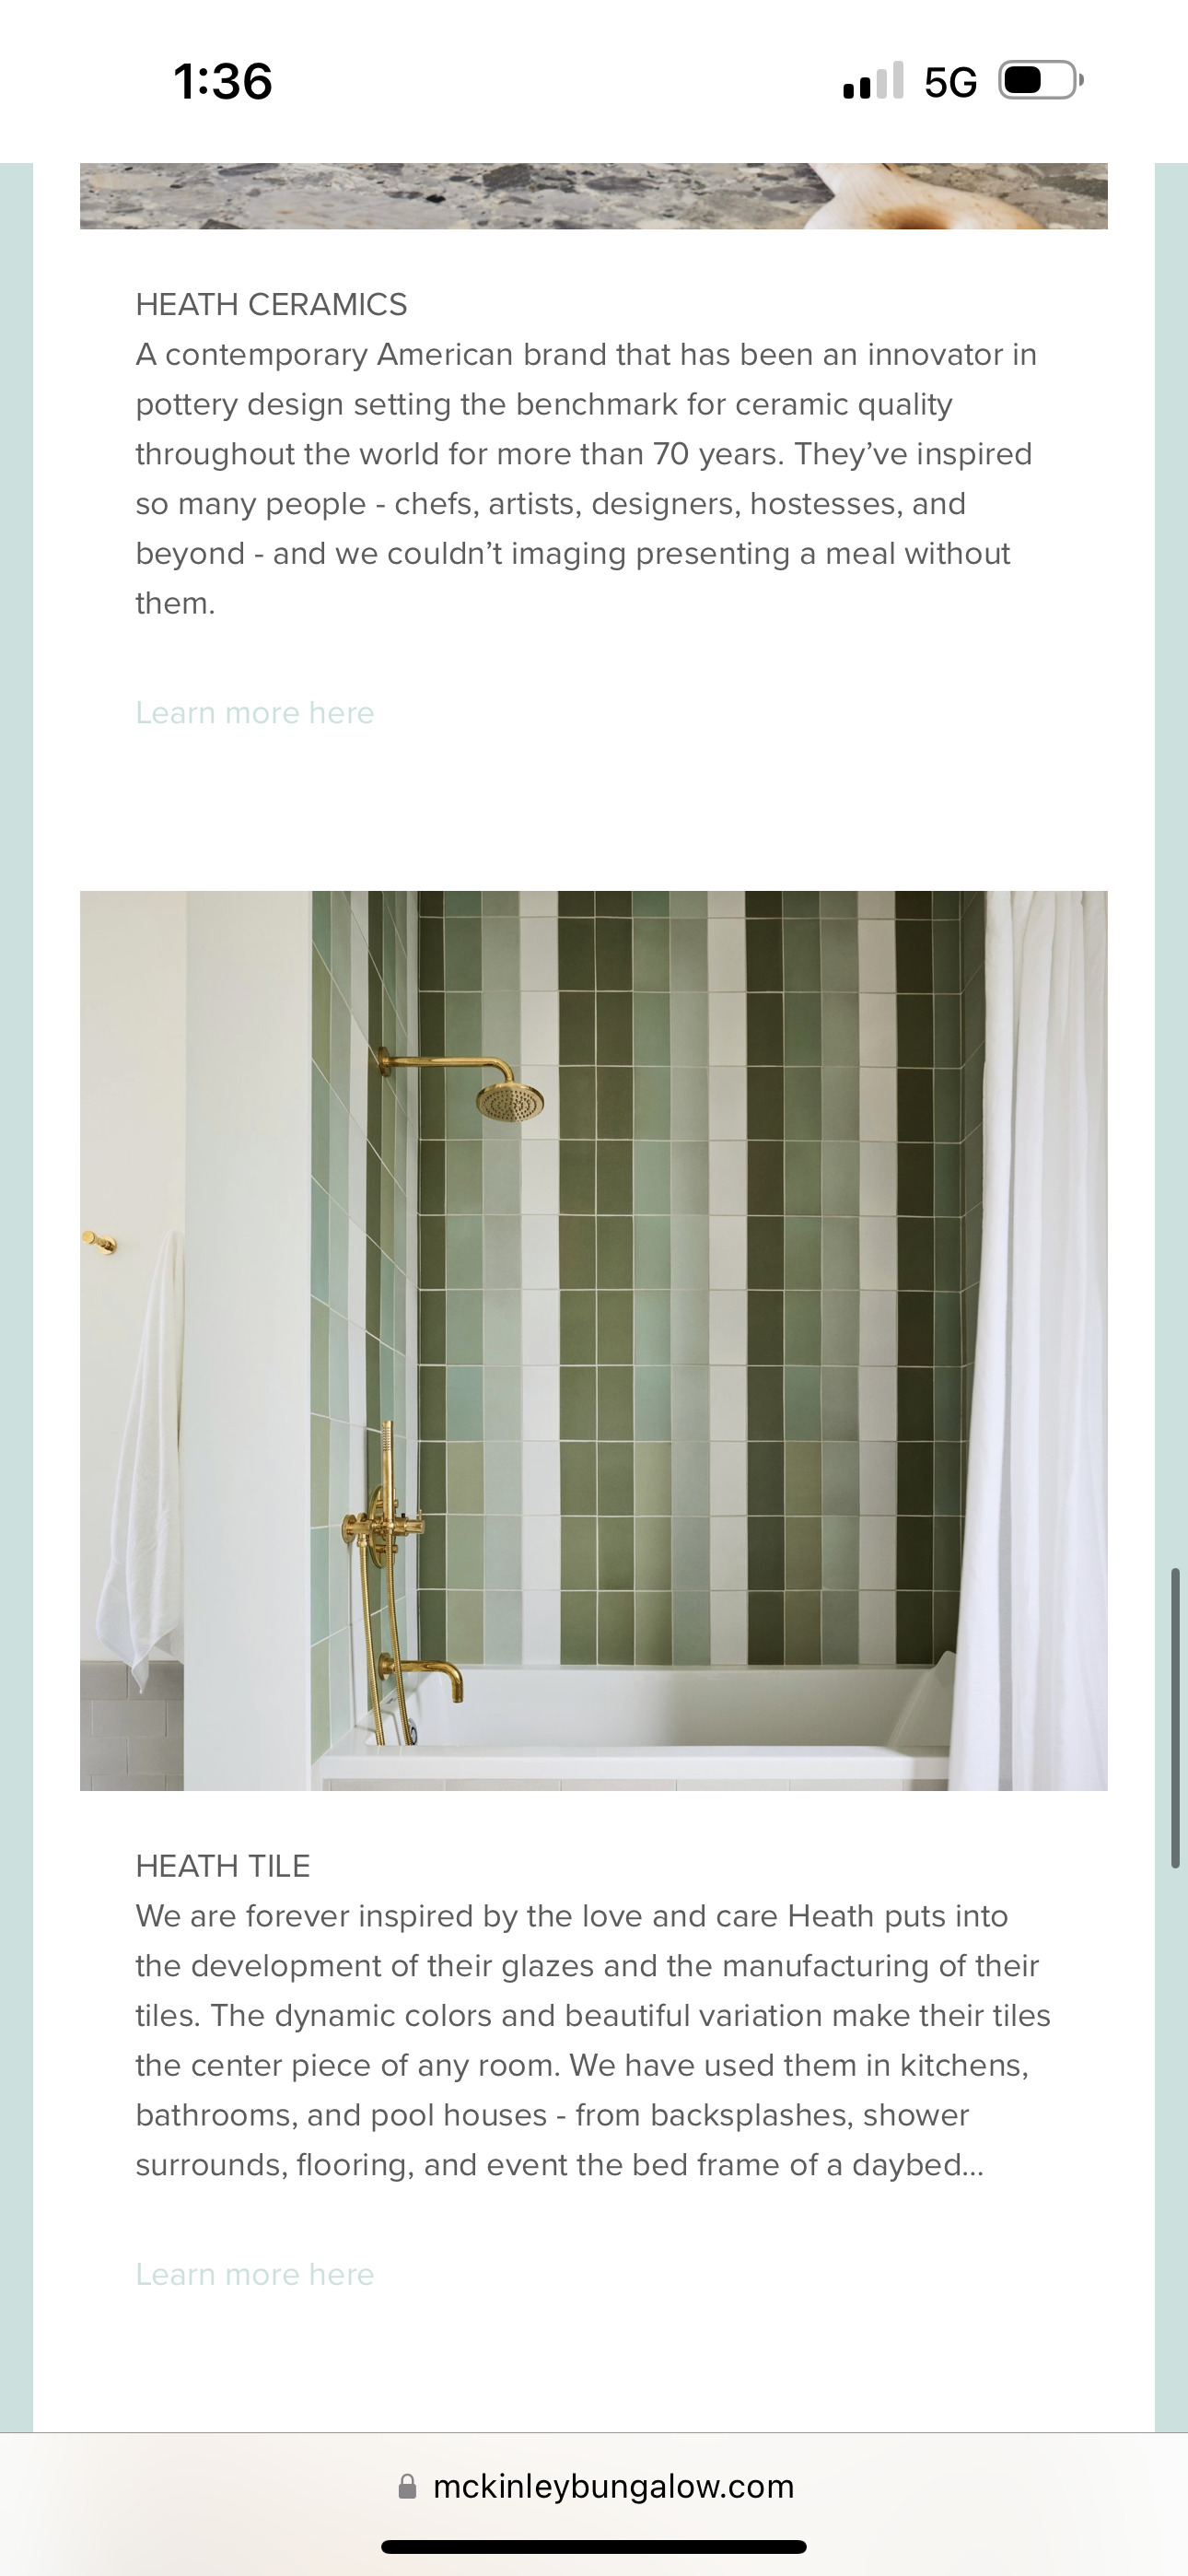 1:36
5G
HEATH CERAMICS
A contemporary American brand that has been an innovator in
pottery design setting the benchmark for ceramic quality
throughout the world for more than 70 years. They’ve inspired
so many people - chefs, artists, designers, hostesses, and
beyond - and we couldn’t imaging presenting a meal without
them.
Learn more here
HEATH TILE
We are forever inspired by the love and care Heath puts into
the development of their glazes and the manufacturing of their
tiles. The dynamic colors and beautiful variation make their tiles
the center piece of any room. We have used them in kitchens,
bathrooms, and pool houses - from backsplashes, shower
surrounds, flooring, and event the bed frame of a daybed...
Learn more here
mckinleybungalow.com